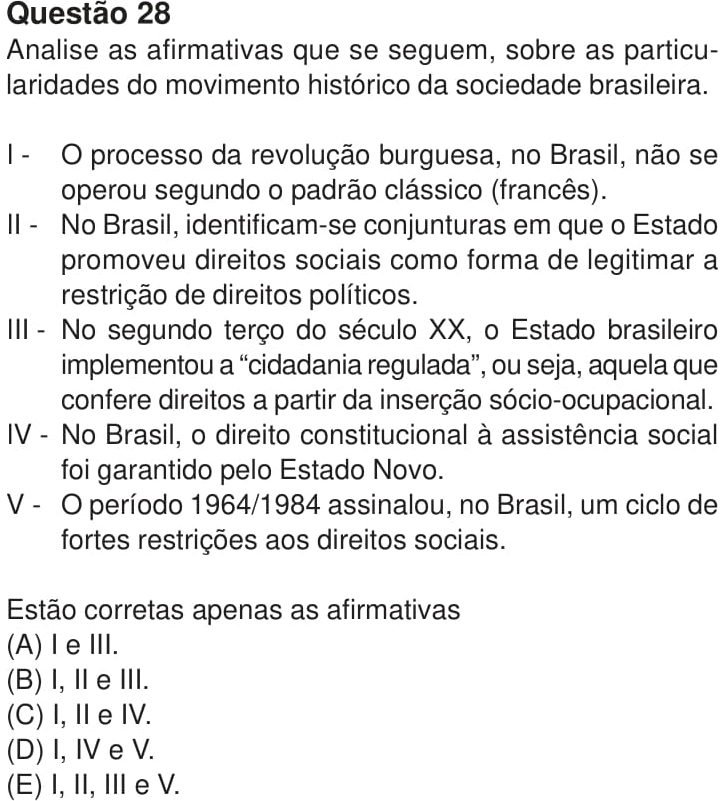 Questão 28
Analise as afirmativas que se seguem, sobre as particu-
laridades do movimento histórico da sociedade brasileira.
I - O processo da revolução burguesa, no Brasil, não se
operou segundo o padrão clássico (francês).
II - No Brasil, identificam-se conjunturas em que o Estado
promoveu direitos sociais como forma de legitimar a
restrição de direitos políticos.
III - No segundo terço do século XX, o Estado brasileiro
implementou a “cidadania regulada”, ou seja, aquela que
confere direitos a partir da inserção sócio-ocupacional.
IV - No Brasil, o direito constitucional à assistência social
foi garantido pelo Estado Novo.
V - O período 1964/1984 assinalou, no Brasil, um ciclo de
fortes restrições aos direitos sociais.
Estão corretas apenas as afirmativas
(A) I e III.
(B) I, II e III.
(C) I, II e IV.
(D) I, IV e V.
(E) I, II, III e V.